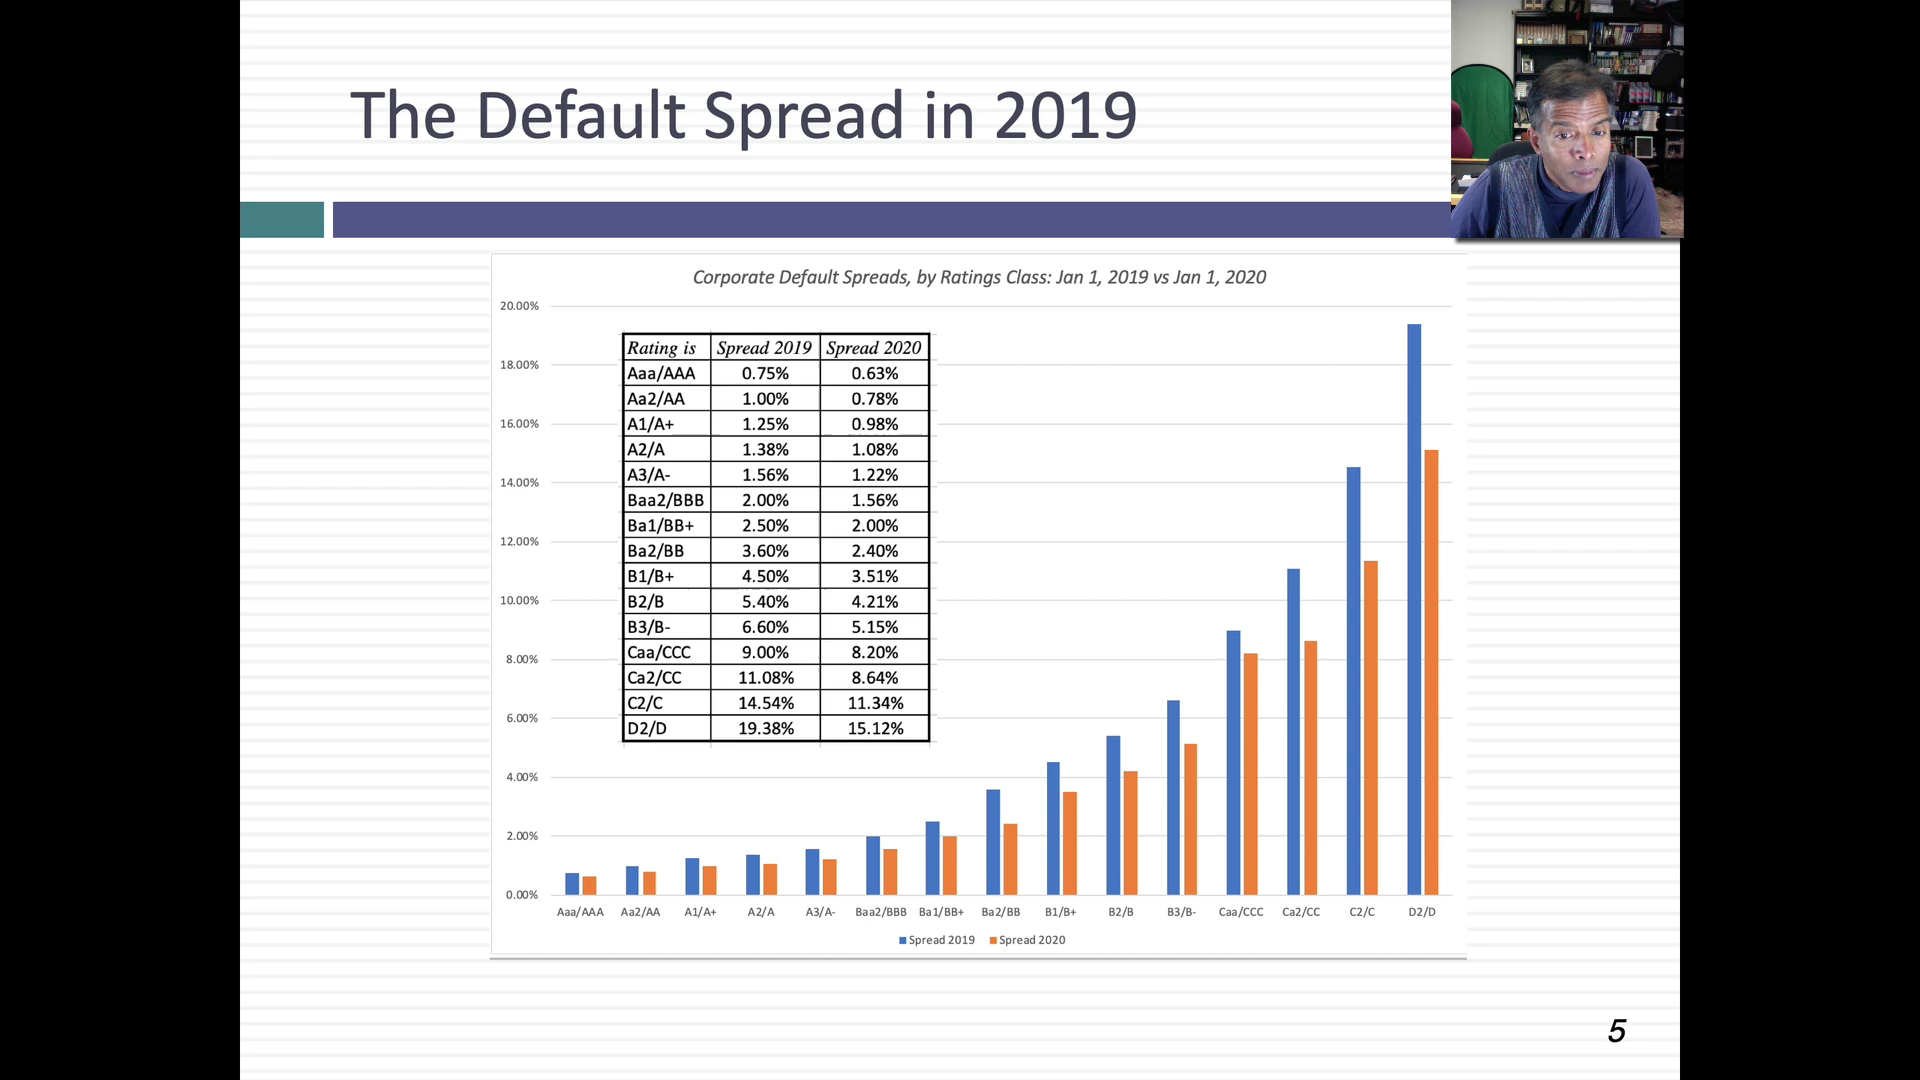 The Default Spread in 2019
Corporate Default Spreads, by Ratings Class: Jan 1, 2019 vs Jan 1, 2020
20.00%
18.00%
16.00%
14.00%
12.00%
10.00%
8.00%
6.00%
4.00%
2.00%
0.00%
Rating is Spread 2019 Spread 2020
Aaa/AAA 0.75% 0.63%
Aa2/AA 1.00% 0.78%
A1/A+ 1.25% 0.98%
A2/A 1.38% 1.08%
A3/A- 1.56% 1.22%
Baa2/BBB 2.00% 1.56%
Ba1/BB+ 2.50% 2.00%
Ba2/BB 3.60% 2.40%
B1/B+ 4.50% 3.51%
B2/B 5.40% 4.21%
B3/B- 6.60% 5.15%
Caa/CCC 9.00% 8.20%
Ca2/CC 11.08% 8.64%
C2/C 14.54% 11.34%
D2/D 19.38% 15.12%
Aaa/AAA Aa2/AA A1/A+ A2/A A3/A- Baa2/BBB Ba1/BB+ Ba2/BB B1/B+ B2/B B3/B- Caa/CCC Ca2/CC C2/C D2/D
Spread 2019 Spread 2020
5